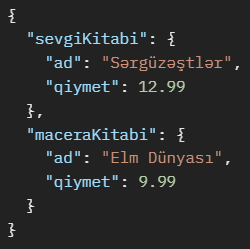 {
  "sevgiKitabi": {
    "ad": "Sərgüzəştlər",
    "qiymet": 12.99
  },
  "maceraKitabi": {
    "ad": "Elm Dünyası",
    "qiymet": 9.99
  }
}